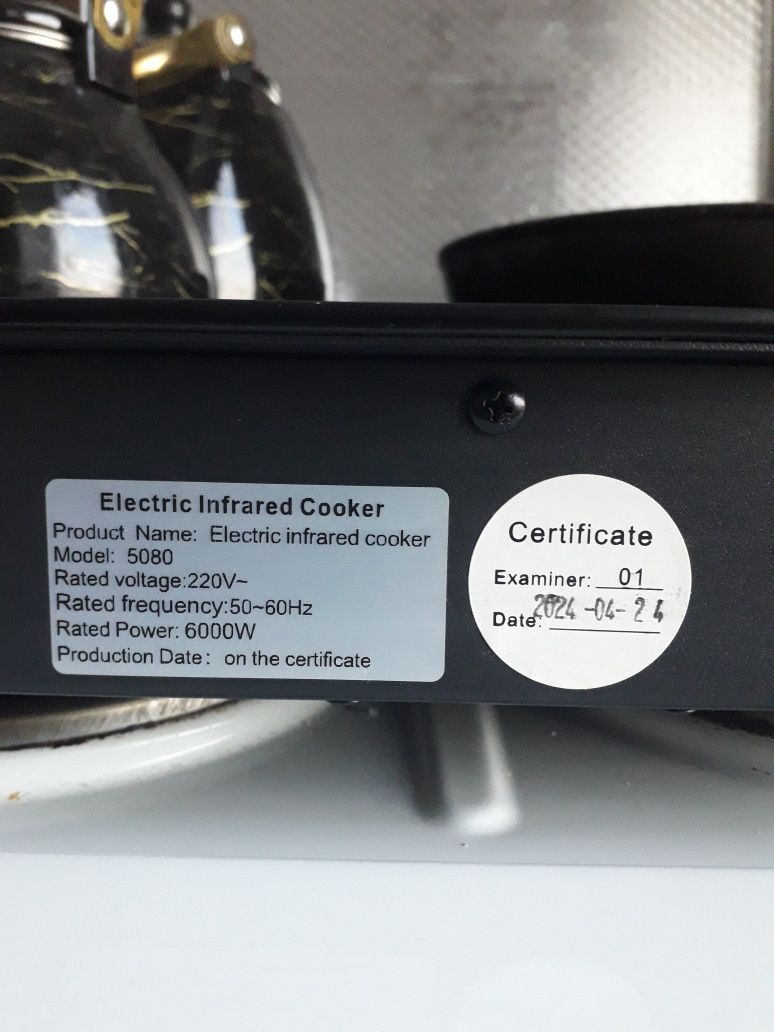 Electric Infrared Cooker
Product Name: Electric infrared cooker
Model: 5080
Rated voltage:220V~
Rated frequency:50~60Hz
Rated Power: 6000W
Production Date: on the certificate
Certificate
Examiner: 01
Date: 2024-04-24